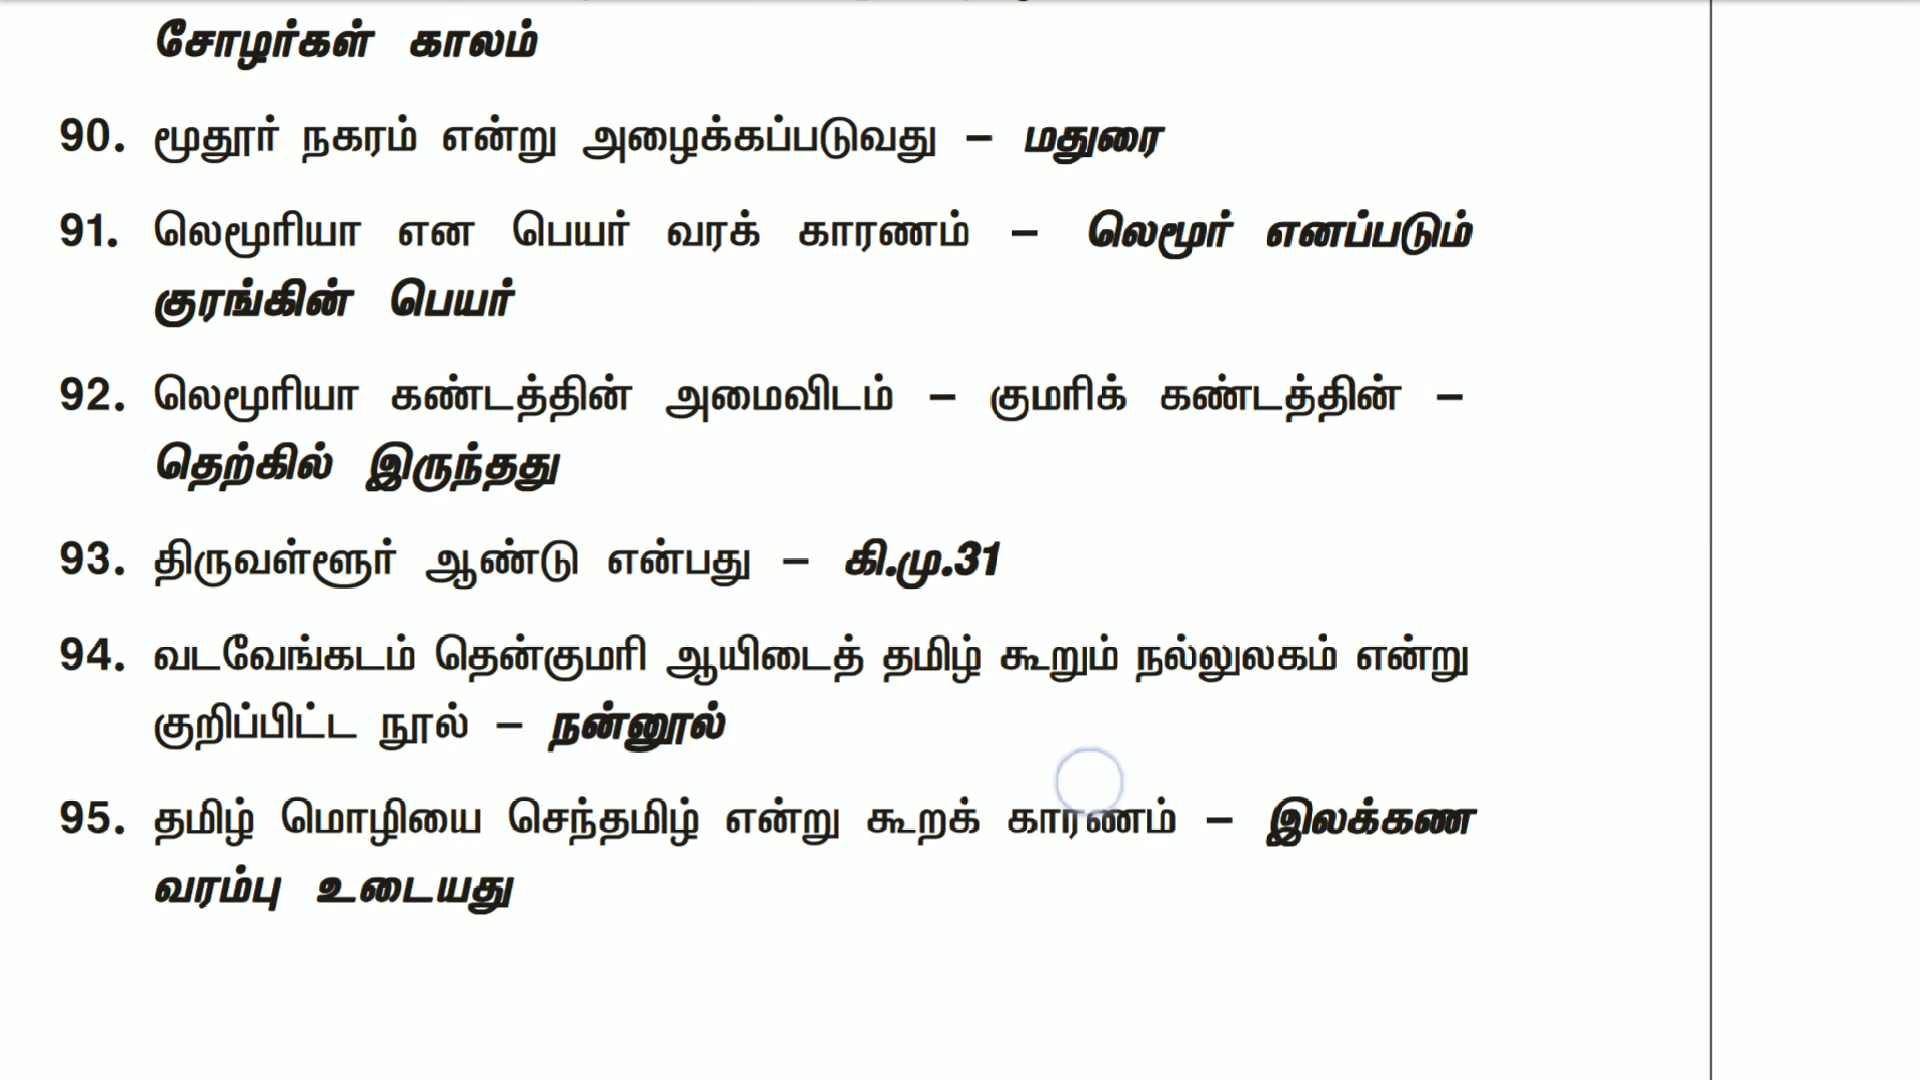 சோழர்கள் காலம்
90. மூதூர் நகரம் என்று அழைக்கப்படுவது – மதுரை
91. லெமூரியா என பெயர் வரக் காரணம் – லெமூர் எனப்படும்
குரங்கின் பெயர்
92. லெமூரியா கண்டத்தின் அமைவிடம் – குமரிக் கண்டத்தின் –
தெற்கில் இருந்தது
93. திருவள்ளூர் ஆண்டு என்பது – கி.மு.31
94. வடவேங்கடம் தென்குமரி ஆயிடைத் தமிழ் கூறும் நல்லுலகம் என்று
குறிப்பிட்ட நூல் – நன்னூல்
95. தமிழ் மொழியை செந்தமிழ் என்று கூறக் காரணம் – இலக்கண
வரம்பு உடையது